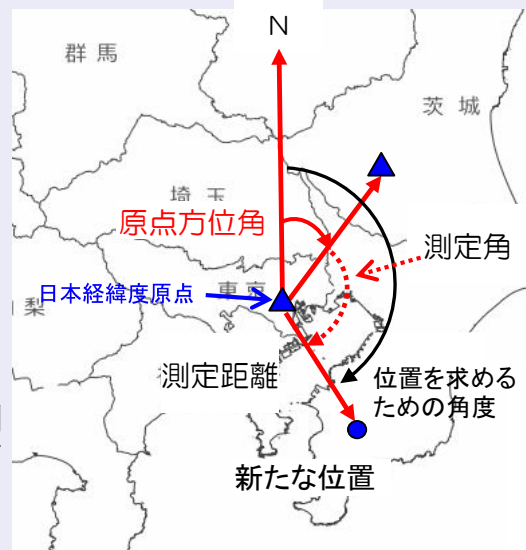 N
群馬
茨城
埼玉
原点方位角
測定角
東京
日本経緯度原点
梨
測定距離
位置を求める
ための角度
新たな位置